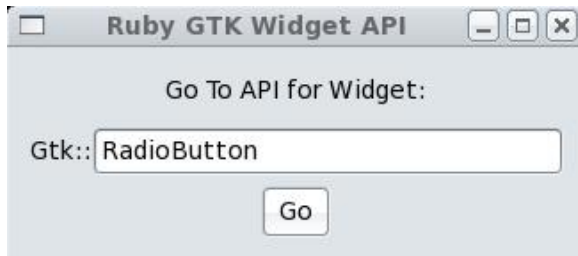 Ruby GTK Widget API
Go To API for Widget:
Gtk:: RadioButton
Go